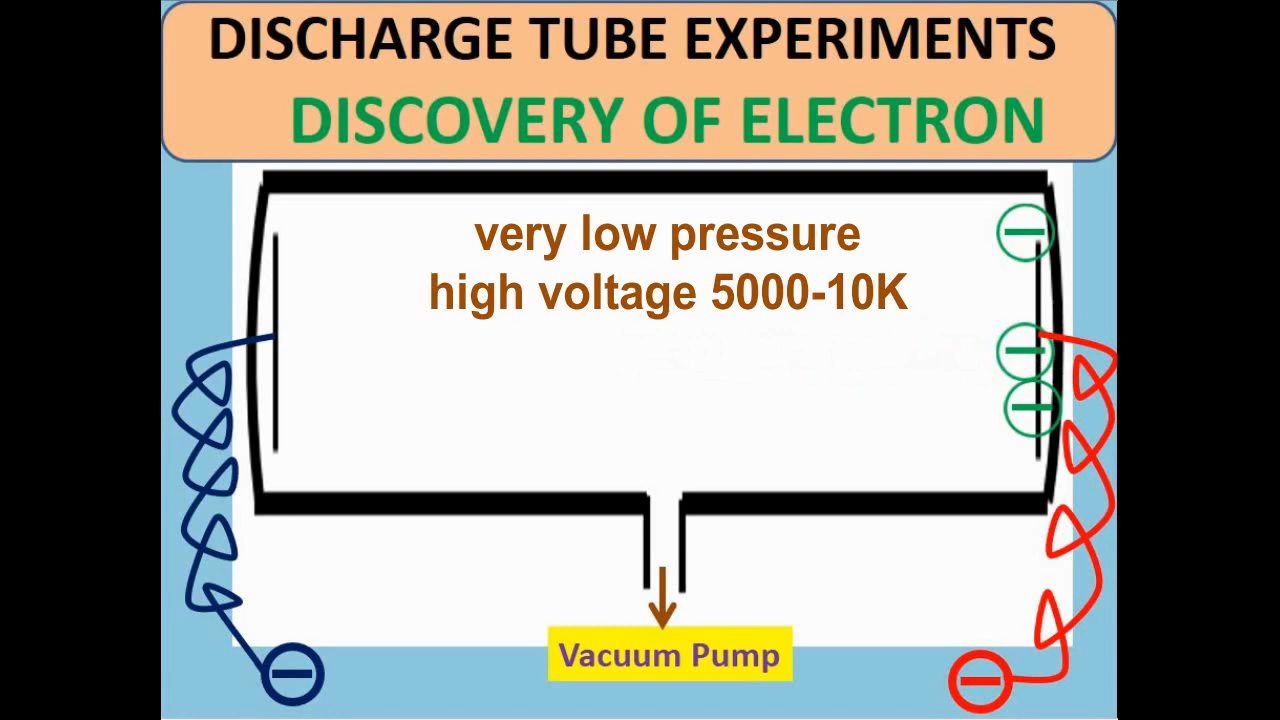 DISCHARGE TUBE EXPERIMENTS
DISCOVERY OF ELECTRON
very low pressure
high voltage 5000-10K
Vacuum Pump